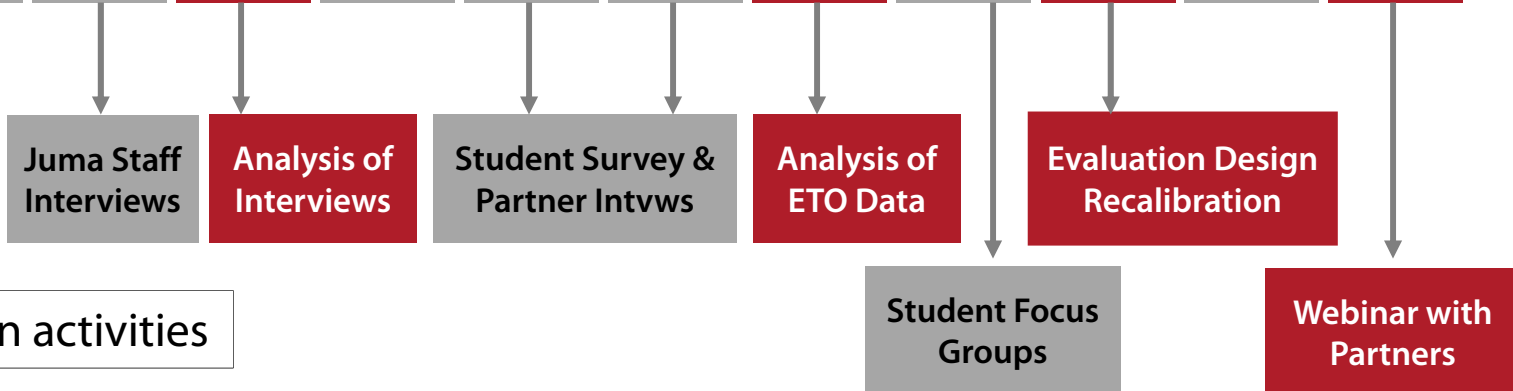 Juma Staff
Interviews
Analysis of
Interviews
Student Survey &
Partner Intvws
Analysis of
ETO Data
Evaluation Design
Recalibration
Student Focus
Groups
Webinar with
Partners
n activities